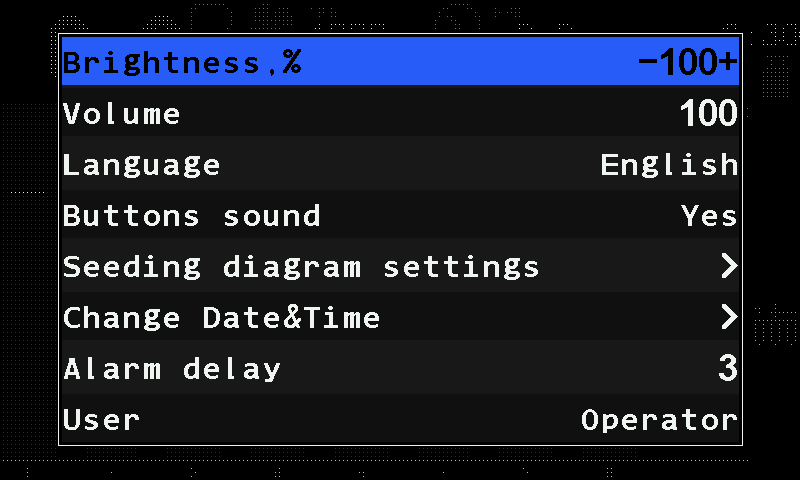 Brightness,% −100+
Volume 100
Language English
Buttons sound Yes
Seeding diagram settings >
Change Date&Time >
Alarm delay 3
User Operator